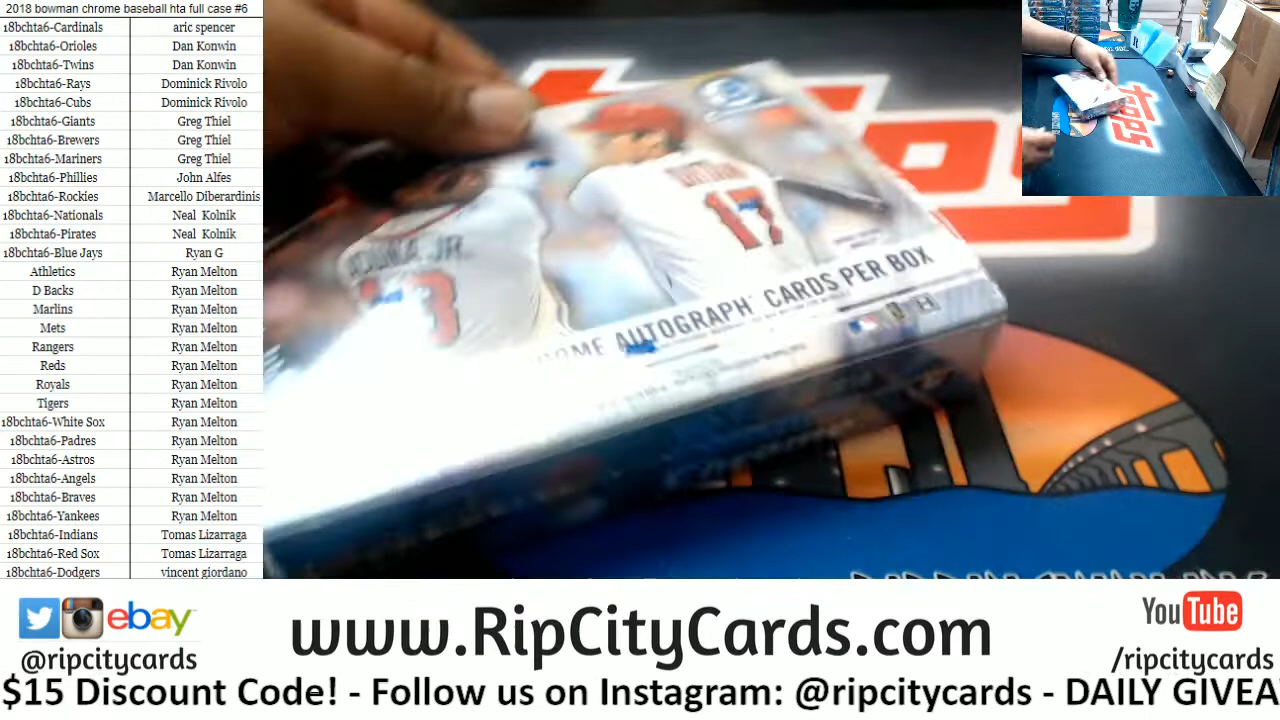 2018 bowman chrome baseball hta full case #6
18bchta6-Cardinals aric spencer
18bchta6-Orioles Dan Konwin
18bchta6-Twins Dan Konwin
18bchta6-Rays Dominick Rivolo
18bchta6-Cubs Dominick Rivolo
18bchta6-Giants Greg Thiel
18bchta6-Brewers Greg Thiel
18bchta6-Mariners Greg Thiel
18bchta6-Phillies John Alfes
18bchta6-Rockies Marcello Diberardinis
18bchta6-Nationals Neal Kolnik
18bchta6-Pirates Neal Kolnik
18bchta6-Blue Jays Ryan G
Athletics Ryan Melton
D Backs Ryan Melton
Marlins Ryan Melton
Mets Ryan Melton
Rangers Ryan Melton
Reds Ryan Melton
Royals Ryan Melton
Tigers Ryan Melton
18bchta6-White Sox Ryan Melton
18bchta6-Padres Ryan Melton
18bchta6-Astros Ryan Melton
18bchta6-Angels Ryan Melton
18bchta6-Braves Ryan Melton
18bchta6-Yankees Ryan Melton
18bchta6-Indians Tomas Lizarraga
18bchta6-Red Sox Tomas Lizarraga
18bchta6-Dodgers vincent giordano
17
JR.
13
AUTOGRAPH CARDS PER BOX
Topps
ebay
@ripcitycards
www.RipCityCards.com
YouTube
/ripcitycards
$15 Discount Code! - Follow us on Instagram: @ripcitycards - DAILY GIVEA